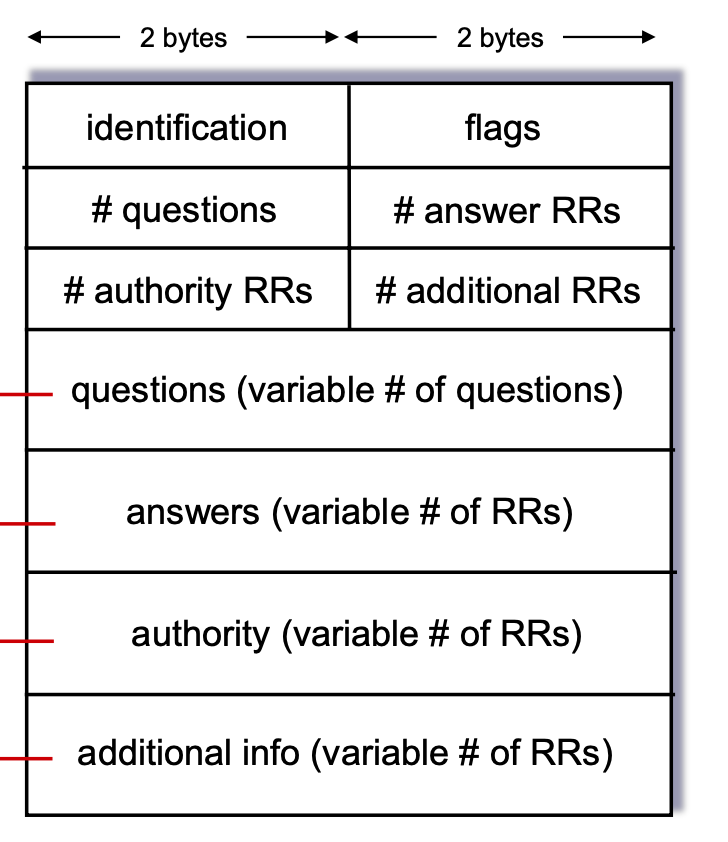 2 bytes 2 bytes
identification flags
# questions # answer RRs
# authority RRs # additional RRs
questions (variable # of questions)
answers (variable # of RRs)
authority (variable # of RRs)
additional info (variable # of RRs)